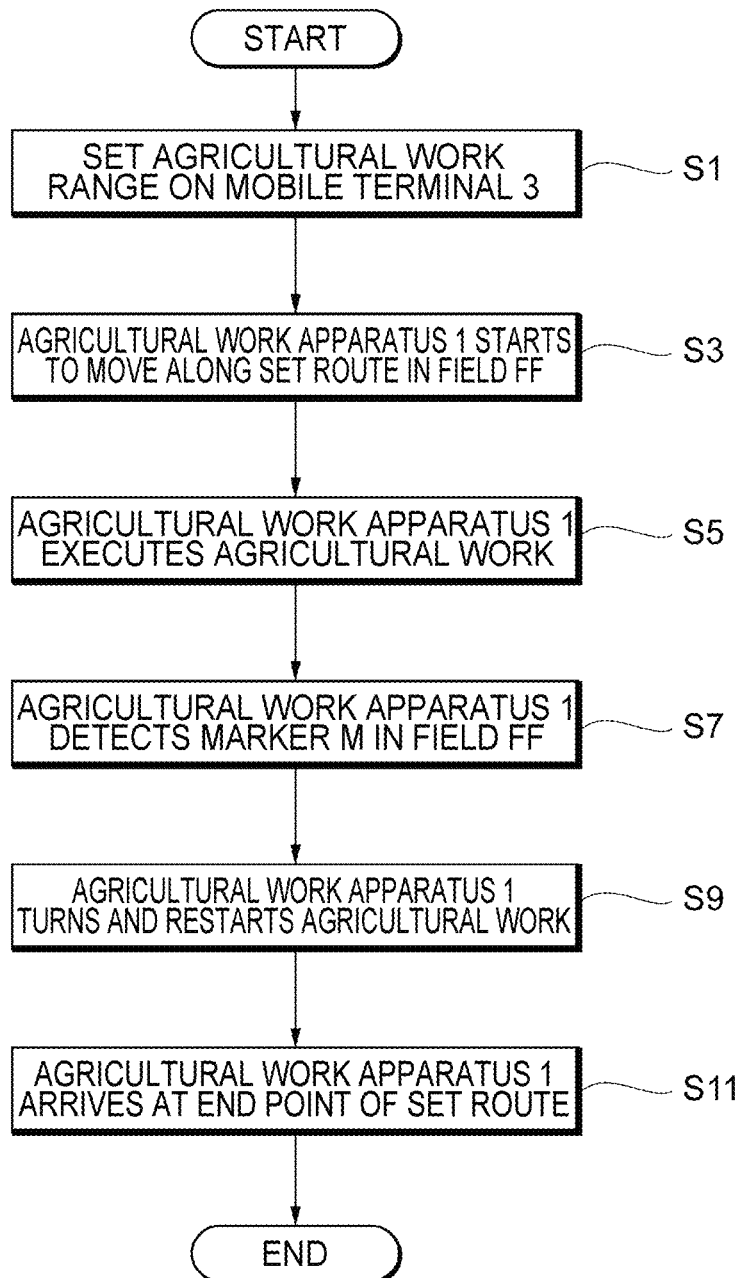 START
SET AGRICULTURAL WORK
RANGE ON MOBILE TERMINAL 3
S1
AGRICULTURAL WORK APPARATUS 1 STARTS
TO MOVE ALONG SET ROUTE IN FIELD FF
S3
AGRICULTURAL WORK APPARATUS 1
EXECUTES AGRICULTURAL WORK
S5
AGRICULTURAL WORK APPARATUS 1
DETECTS MARKER M IN FIELD FF
S7
AGRICULTURAL WORK APPARATUS 1
TURNS AND RESTARTS AGRICULTURAL WORK
S9
AGRICULTURAL WORK APPARATUS 1
ARRIVES AT END POINT OF SET ROUTE
S11
END